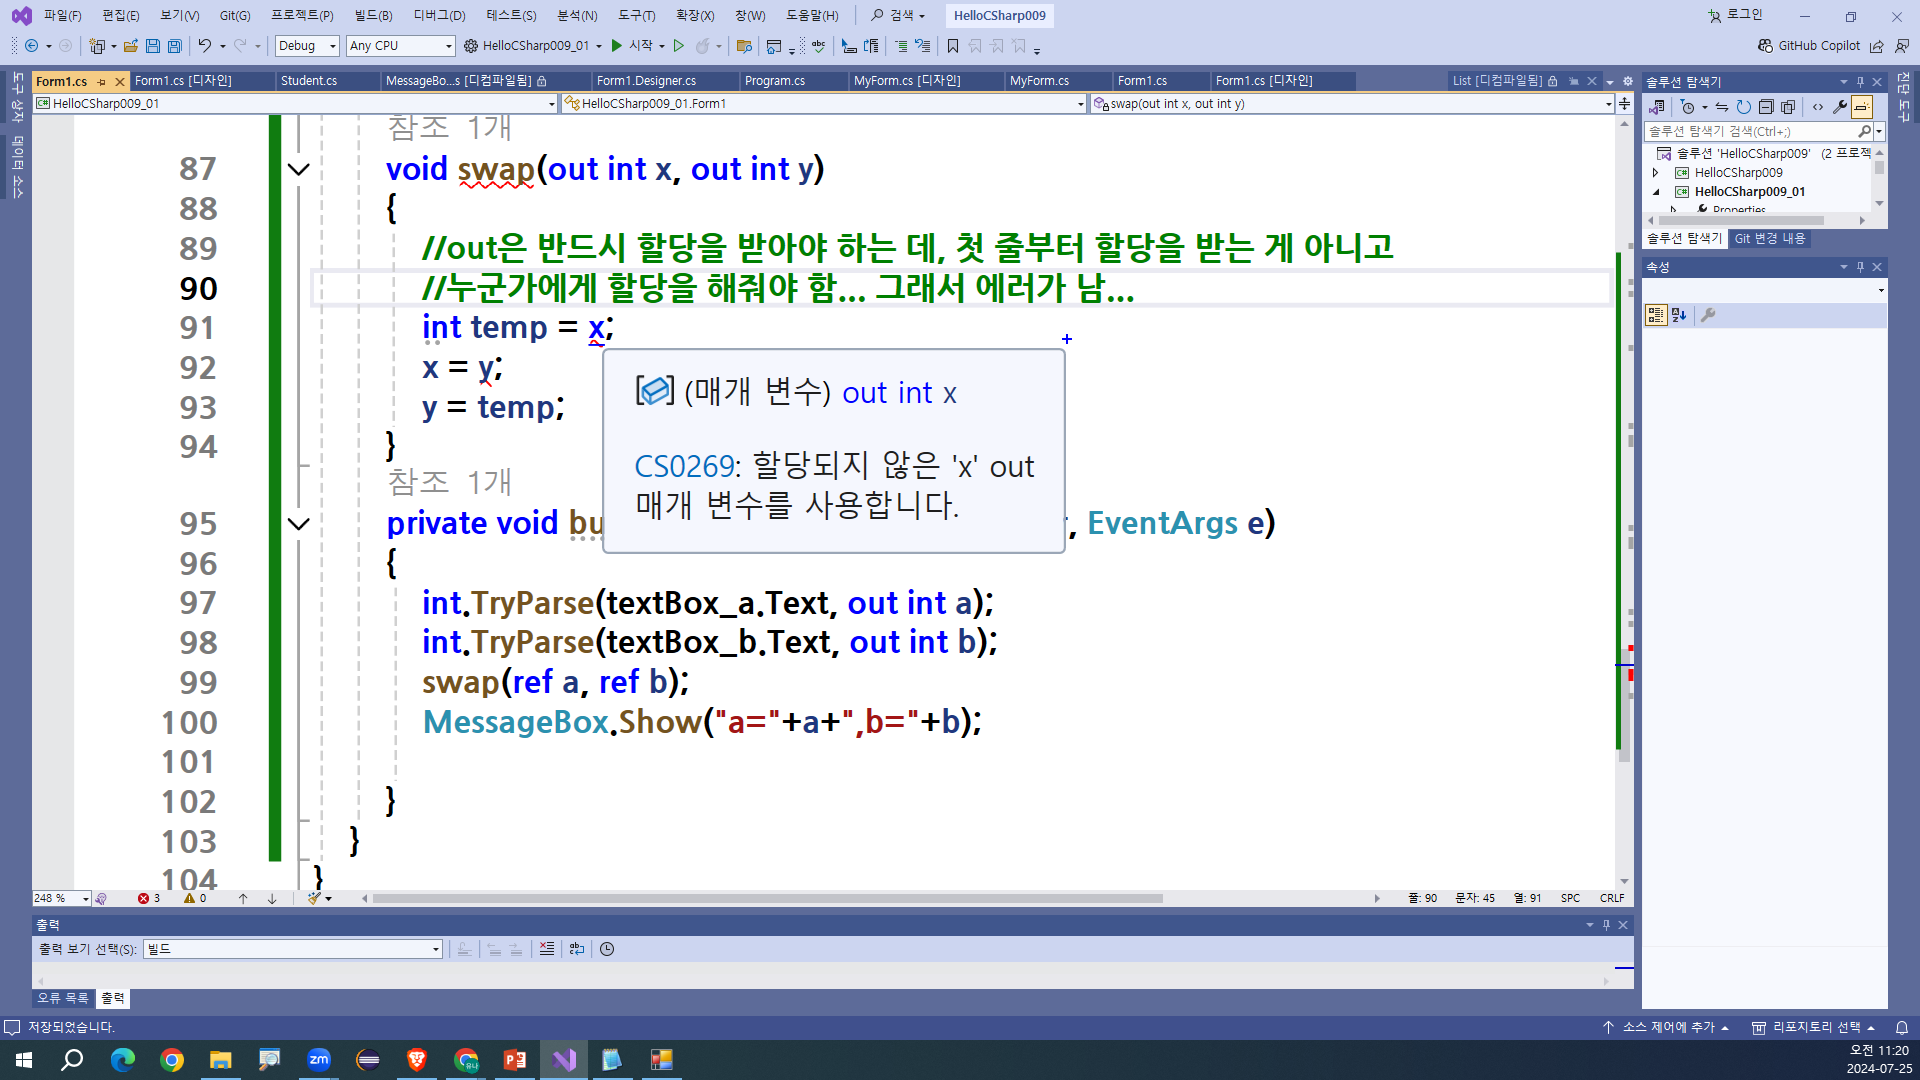 파일(F) 편집(E) 보기(V) Git(G) 프로젝트(P) 빌드(B) 디버그(D) 테스트(S) 분석(N) 도구(T) 확장(X) 창(W) 도움말(H) 검색 HelloCSharp009 로그인
Debug Any CPU HelloCSharp009_01 시작 GitHub Copilot
Form1.cs Form1.cs [디자인] Student.cs MessageBo...s [디컴파일됨] Form1.Designer.cs Program.cs MyForm.cs [디자인] MyForm.cs Form1.cs Form1.cs [디자인] List [디컴파일됨]
HelloCSharp009_01 HelloCSharp009_01.Form1 swap(out int x, out int y)
도구 상자
데이터 소스
참조 1개
87 void swap(out int x, out int y)
88 {
89 //out은 반드시 할당을 받아야 하는 데, 첫 줄부터 할당을 받는 게 아니고
90 //누군가에게 할당을 해줘야 함... 그래서 에러가 남...
91 int temp = x;
92 x = y;
93 y = temp;
94 }
참조 1개
95 private void bu , EventArgs e)
96 {
97 int.TryParse(textBox_a.Text, out int a);
98 int.TryParse(textBox_b.Text, out int b);
99 swap(ref a, ref b);
100 MessageBox.Show("a="+a+",b="+b);
101
102 }
103 }
104 }
(매개 변수) out int x
CS0269: 할당되지 않은 'x' out
매개 변수를 사용합니다.
248 % 3 0 줄: 90 문자: 45 열: 91 SPC CRLF
출력
출력 보기 선택(S): 빌드
오류 목록 출력
솔루션 탐색기
솔루션 탐색기 검색(Ctrl+;)
솔루션 'HelloCSharp009' (2 프로젝
HelloCSharp009
HelloCSharp009_01
Properties
솔루션 탐색기 Git 변경 내용
속성
진단 도구
저장되었습니다. 소스 제어에 추가 리포지토리 선택
zm
오전 11:20
2024-07-25